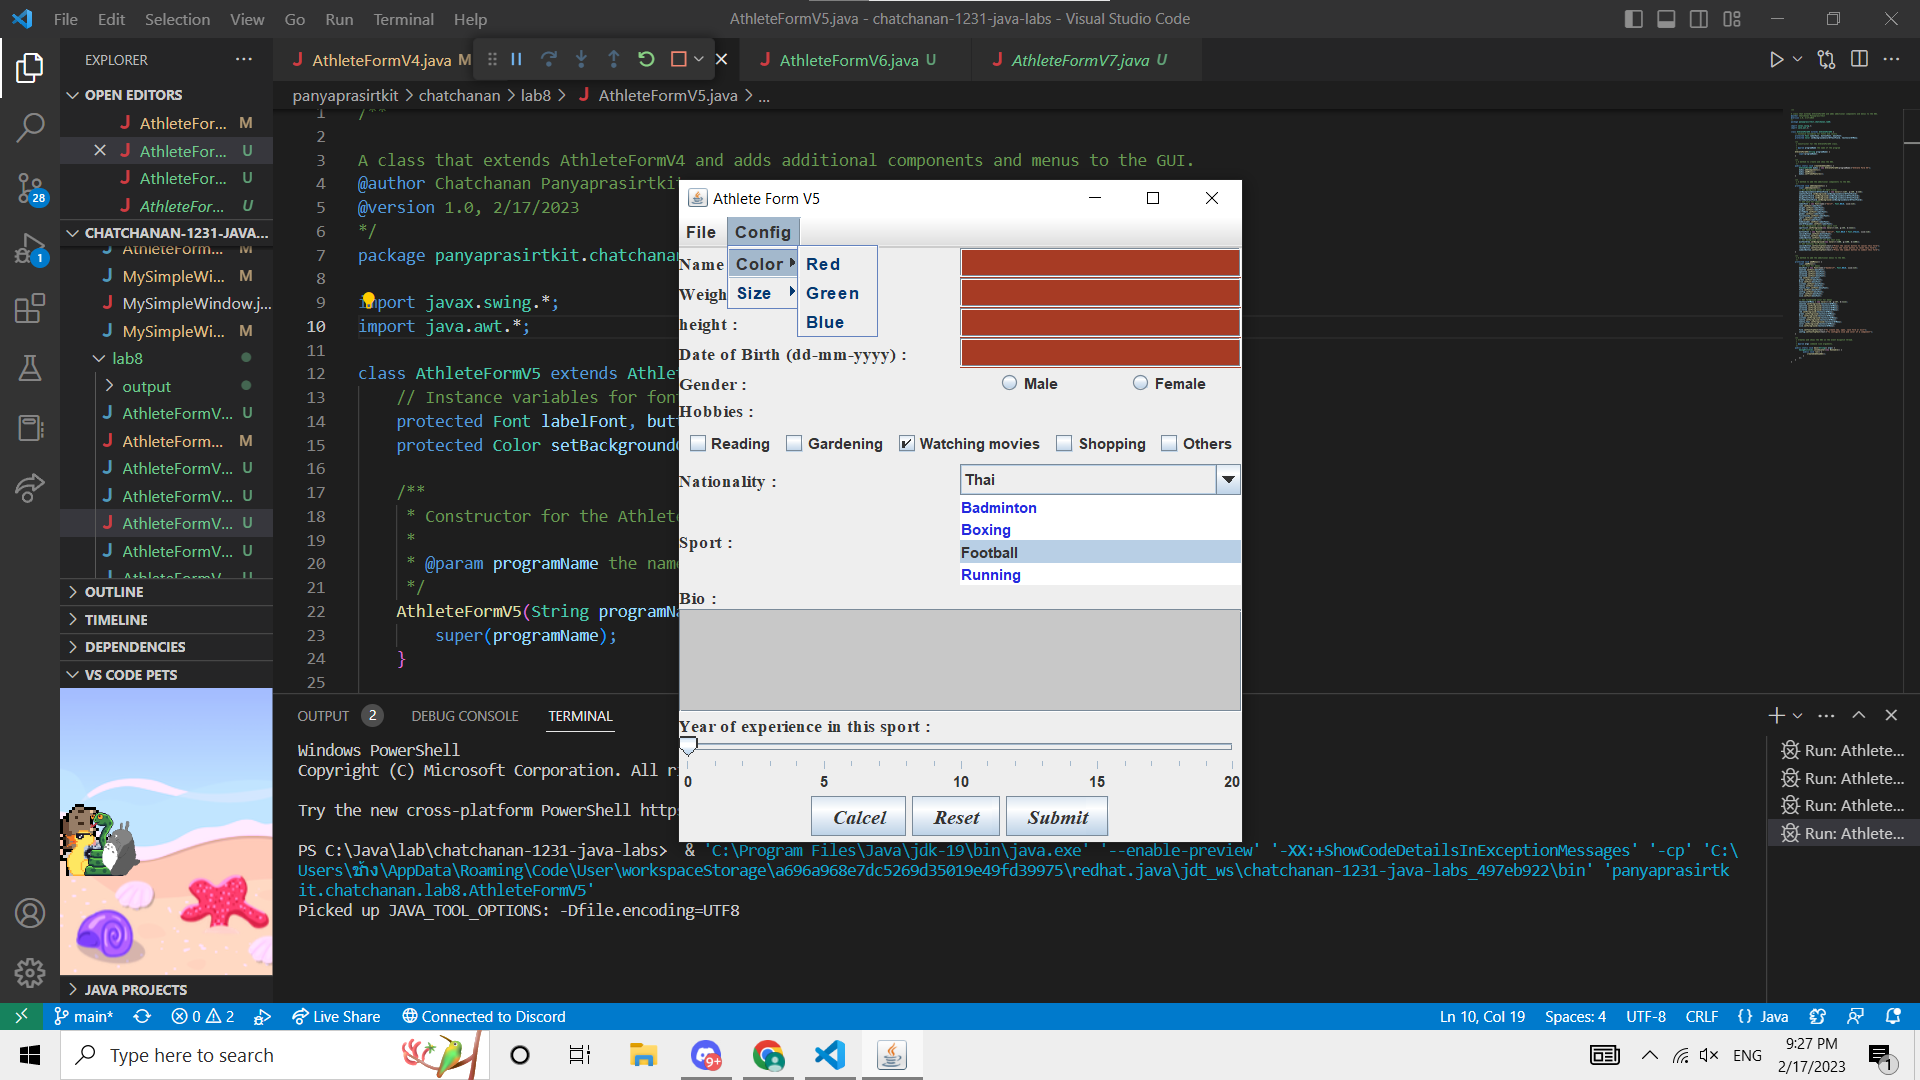 File Edit Selection View Go Run Terminal Help
AthleteFormV5.java - chatchanan-1231-java-labs - Visual Studio Code
EXPLORER
AthleteFormV4.java M
AthleteFormV6.java U
AthleteFormV7.java U
OPEN EDITORS
AthleteFor... M
AthleteFor... U
AthleteFor... U
AthleteFor... U
CHATCHANAN-1231-JAVA...
AthleteForm... M
MySimpleWi... M
MySimpleWindow.j...
MySimpleWi... M
lab8
output
AthleteFormV... U
AthleteForm... M
AthleteFormV... U
AthleteFormV... U
AthleteFormV... U
AthleteFormV... U
AthleteFormV... U
OUTLINE
TIMELINE
DEPENDENCIES
VS CODE PETS
JAVA PROJECTS
28
1
panyaprasirtkit > chatchanan > lab8 > AthleteFormV5.java > ...
1 /**
2
3 A class that extends AthleteFormV4 and adds additional components and menus to the GUI.
4 @author Chatchanan Panyaprasirtkit
5 @version 1.0, 2/17/2023
6 */
7 package panyaprasirtkit.chatchanan
8
9 import javax.swing.*;
10 import java.awt.*;
11
12 class AthleteFormV5 extends Athlet
13 // Instance variables for fon
14 protected Font labelFont, butt
15 protected Color setBackground
16
17 /**
18 * Constructor for the Athlet
19 *
20 * @param programName the nam
21 */
22 AthleteFormV5(String programNa
23 super(programName);
24 }
25
Athlete Form V5
File Config
Color
Size
Red
Green
Blue
Name
Weigh
height :
Date of Birth (dd-mm-yyyy) :
Gender :
Male Female
Hobbies :
Reading Gardening Watching movies Shopping Others
Nationality :
Thai
Sport :
Badminton
Boxing
Football
Running
Bio :
Year of experience in this sport :
0 5 10 15 20
Calcel Reset Submit
OUTPUT 2 DEBUG CONSOLE TERMINAL
Windows PowerShell
Copyright (C) Microsoft Corporation. All ri
Try the new cross-platform PowerShell http
PS C:\Java\lab\chatchanan-1231-java-labs> & 'C:\Program Files\Java\jdk-19\bin\java.exe' '--enable-preview' '-XX:+ShowCodeDetailsInExceptionMessages' '-cp' 'C:\
Users\ช้าง\AppData\Roaming\Code\User\workspaceStorage\a696a968e7dc5269d35019e49fd39975\redhat.java\jdt_ws\chatchanan-1231-java-labs_497eb922\bin' 'panyaprasirtk
it.chatchanan.lab8.AthleteFormV5'
Picked up JAVA_TOOL_OPTIONS: -Dfile.encoding=UTF8
Run: Athlete...
Run: Athlete...
Run: Athlete...
Run: Athlete...
main* 0 2 Live Share Connected to Discord
Ln 10, Col 19 Spaces: 4 UTF-8 CRLF {} Java
Type here to search
9+
ENG
9:27 PM
2/17/2023
1